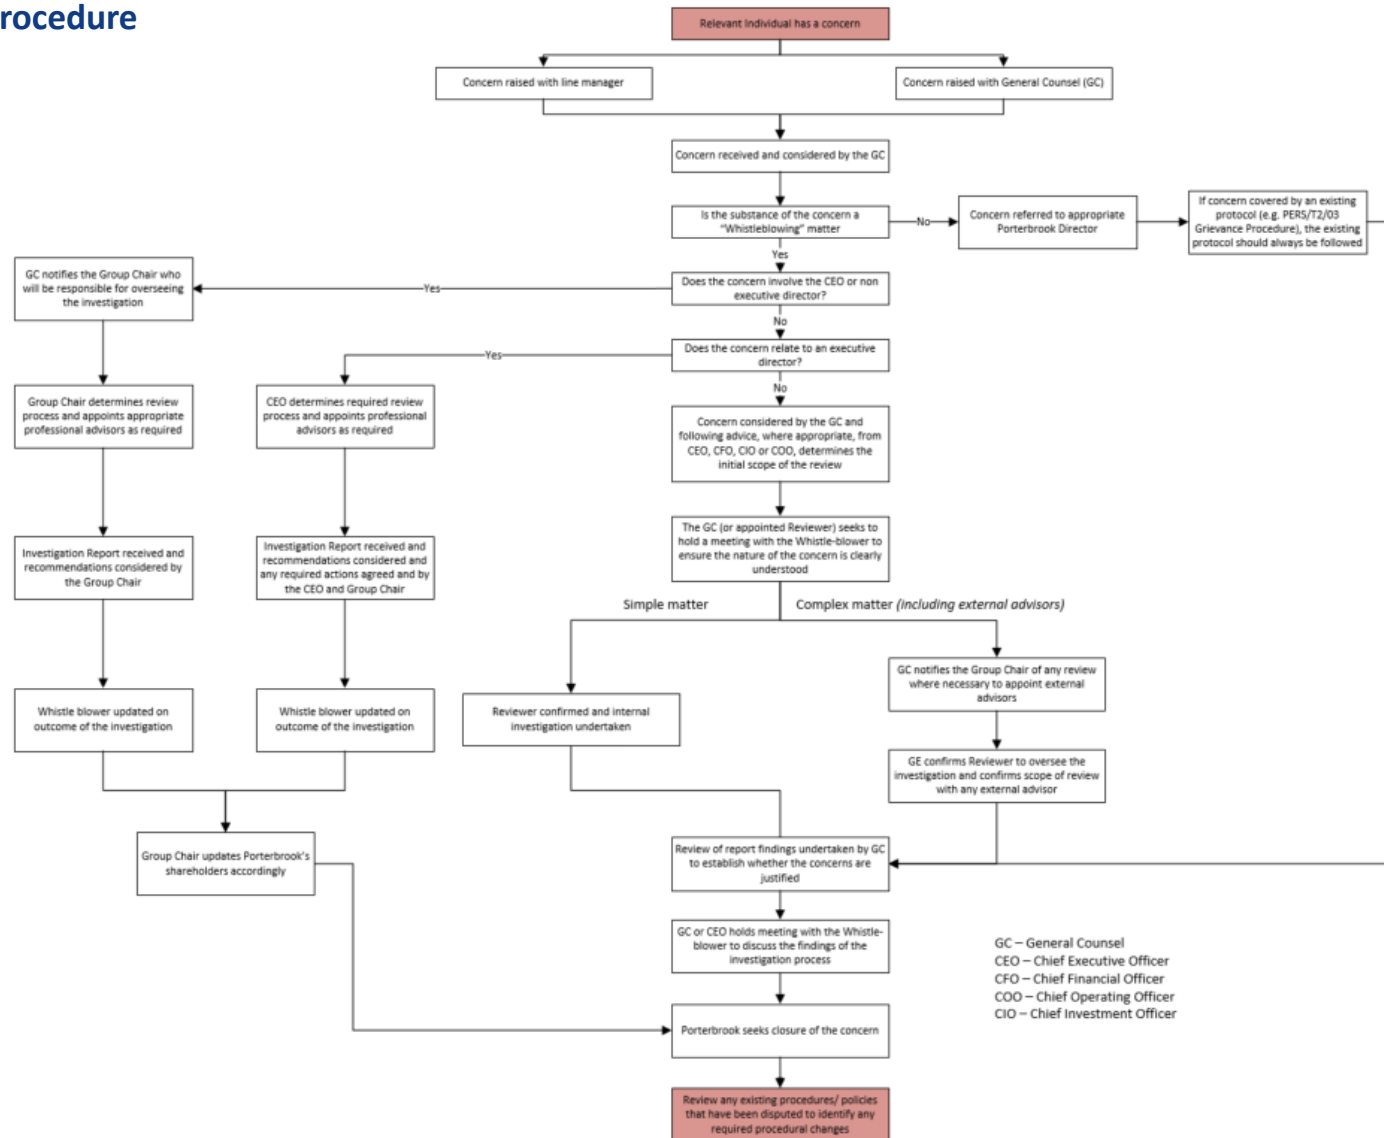 rocedure
Relevant Individual has a concern
Concern raised with line manager
Concern raised with General Counsel (GC)
Concern received and considered by the GC
Is the substance of the concern a
"Whistleblowing" matter
No
Concern referred to appropriate
Porterbrook Director
If concern covered by an existing
protocol (e.g. PERS/T2/03
Grievance Procedure), the existing
protocol should always be followed
Yes
Does the concern involve the CEO or non
executive director?
Yes
GC notifies the Group Chair who
will be responsible for overseeing
the investigation
No
Does the concern relate to an executive
director?
Yes
No
Group Chair determines review
process and appoints appropriate
professional advisors as required
CEO determines required review
process and appoints professional
advisors as required
Concern considered by the GC and
following advice, where appropriate, from
CEO, CFO, CIO or COO, determines the
initial scope of the review
The GC (or appointed Reviewer) seeks to
hold a meeting with the Whistle-blower to
ensure the nature of the concern is clearly
understood
Investigation Report received and
recommendations considered by
the Group Chair
Investigation Report received and
recommendations considered and
any required actions agreed and by
the CEO and Group Chair
Simple matter
Complex matter (including external advisors)
GC notifies the Group Chair of any review
where necessary to appoint external
advisors
Whistle blower updated on
outcome of the investigation
Whistle blower updated on
outcome of the investigation
Reviewer confirmed and internal
investigation undertaken
GE confirms Reviewer to oversee the
investigation and confirms scope of review
with any external advisor
Group Chair updates Porterbrook's
shareholders accordingly
Review of report findings undertaken by GC
to establish whether the concerns are
justified
GC or CEO holds meeting with the Whistle-
blower to discuss the findings of the
investigation process
GC – General Counsel
CEO – Chief Executive Officer
CFO – Chief Financial Officer
COO – Chief Operating Officer
CIO – Chief Investment Officer
Porterbrook seeks closure of the concern
Review any existing procedures/ policies
that have been disputed to identify any
required procedural changes